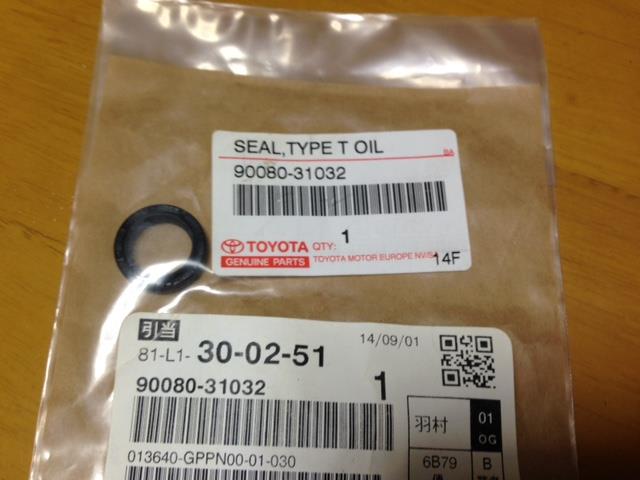 SEAL,TYPE T OIL
BA
90080-31032
TOYOTA QTY: 1
GENUINE PARTS TOYOTA MOTOR EUROPE NV/SA 14F
引当
81-L1- 30-02-51 14/09/01
90080-31032 1
羽村 01
OG
013640-GPPN00-01-030
6B79 B